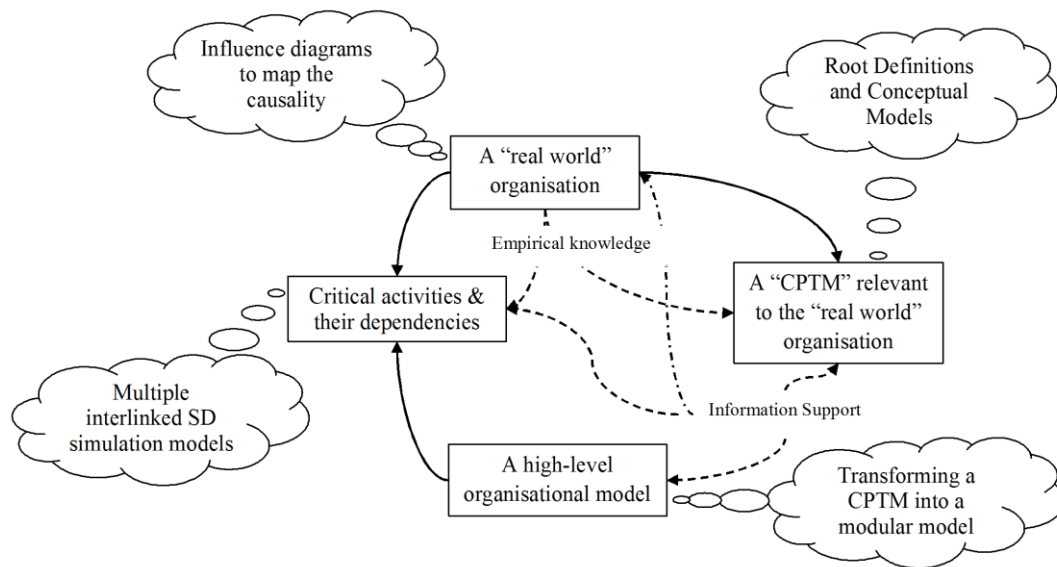 Influence diagrams
to map the
causality
Root Definitions
and Conceptual
Models
A “real world”
organisation
Empirical knowledge
Critical activities &
their dependencies
A “CPTM” relevant
to the “real world”
organisation
Multiple
interlinked SD
simulation models
Information Support
A high-level
organisational model
Transforming a
CPTM into a
modular model